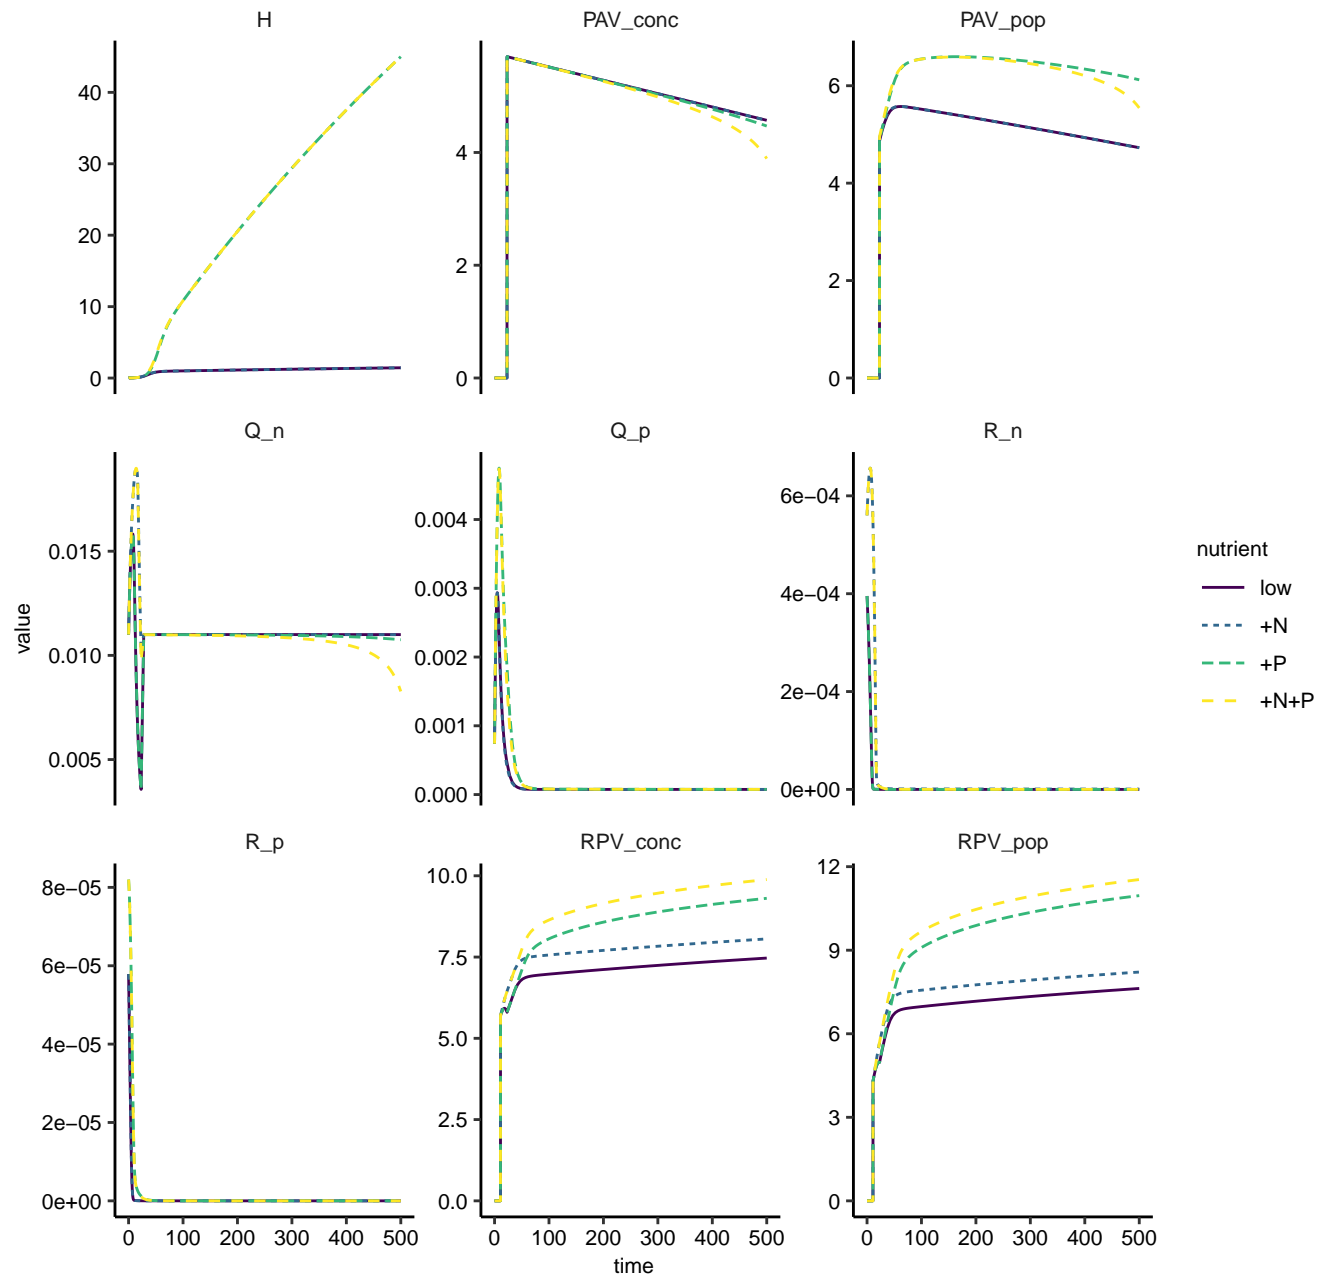 H
PAV_conc
PAV_pop
40
30
20
10
0
4
2
0
6
4
2
0
Q_n
Q_p
R_n
0.015
0.010
0.005
0.004
0.003
0.002
0.001
0.000
6e−04
4e−04
2e−04
0e+00
value
nutrient
low
+N
+P
+N+P
R_p
RPV_conc
RPV_pop
8e−05
6e−05
4e−05
2e−05
0e+00
10.0
7.5
5.0
2.5
0.0
12
9
6
3
0
0 100 200 300 400 500
0 100 200 300 400 500
0 100 200 300 400 500
time